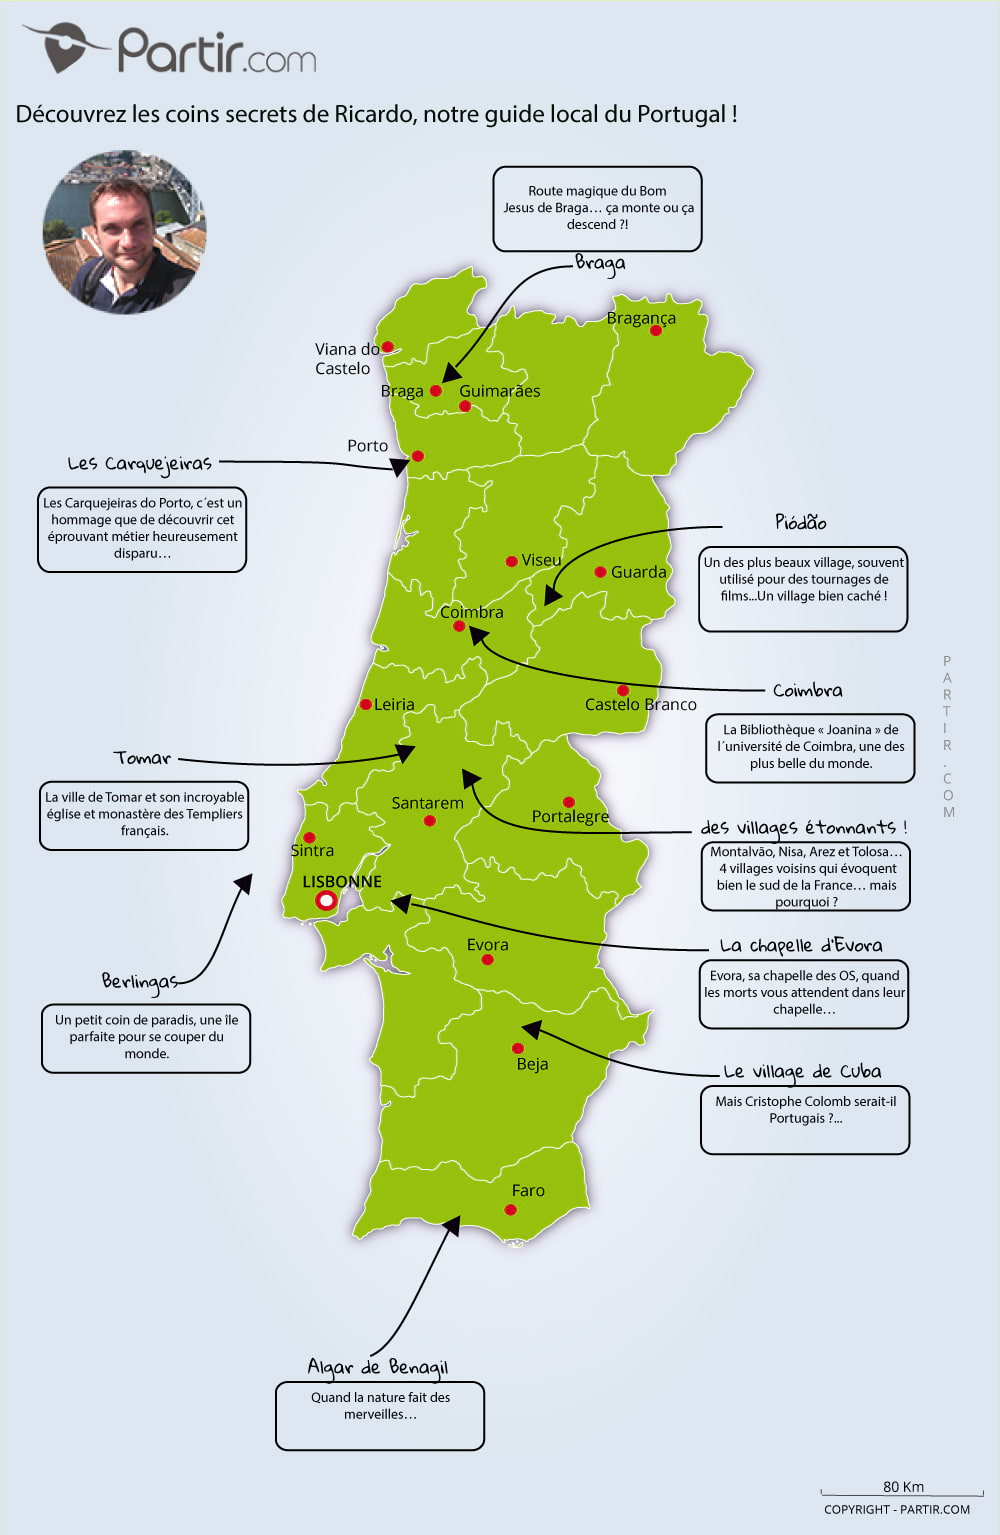 Partir.com
Découvrez les coins secrets de Ricardo, notre guide local du Portugal !
Route magique du Bom
Jesus de Braga… ça monte ou ça
descend ?!
Braga
Bragança
Viana do
Castelo
Braga
Guimarães
Porto
Les Carquejeiras
Les Carquejeiras do Porto, c´est un
hommage que de découvrir cet
éprouvant métier heureusement
disparu…
Piódão
Un des plus beaux village, souvent
utilisé pour des tournages de
films...Un village bien caché !
Viseu
Guarda
Coimbra
Coimbra
La Bibliothèque « Joanina » de
l´université de Coimbra, une des
plus belle du monde.
Castelo Branco
Leiria
PARTIR.COM
Tomar
La ville de Tomar et son incroyable
église et monastère des Templiers
français.
Santarem
Portalegre
des villages étonnants !
Montalvão, Nisa, Arez et Tolosa…
4 villages voisins qui évoquent
bien le sud de la France… mais
pourquoi ?
Sintra
LISBONNE
Evora
La chapelle d'Evora
Evora, sa chapelle des OS, quand
les morts vous attendent dans leur
chapelle…
Berlingas
Un petit coin de paradis, une île
parfaite pour se couper du
monde.
Beja
Le village de Cuba
Mais Cristophe Colomb serait-il
Portugais ?...
Faro
Algar de Benagil
Quand la nature fait des
merveilles…
80 Km
COPYRIGHT - PARTIR.COM